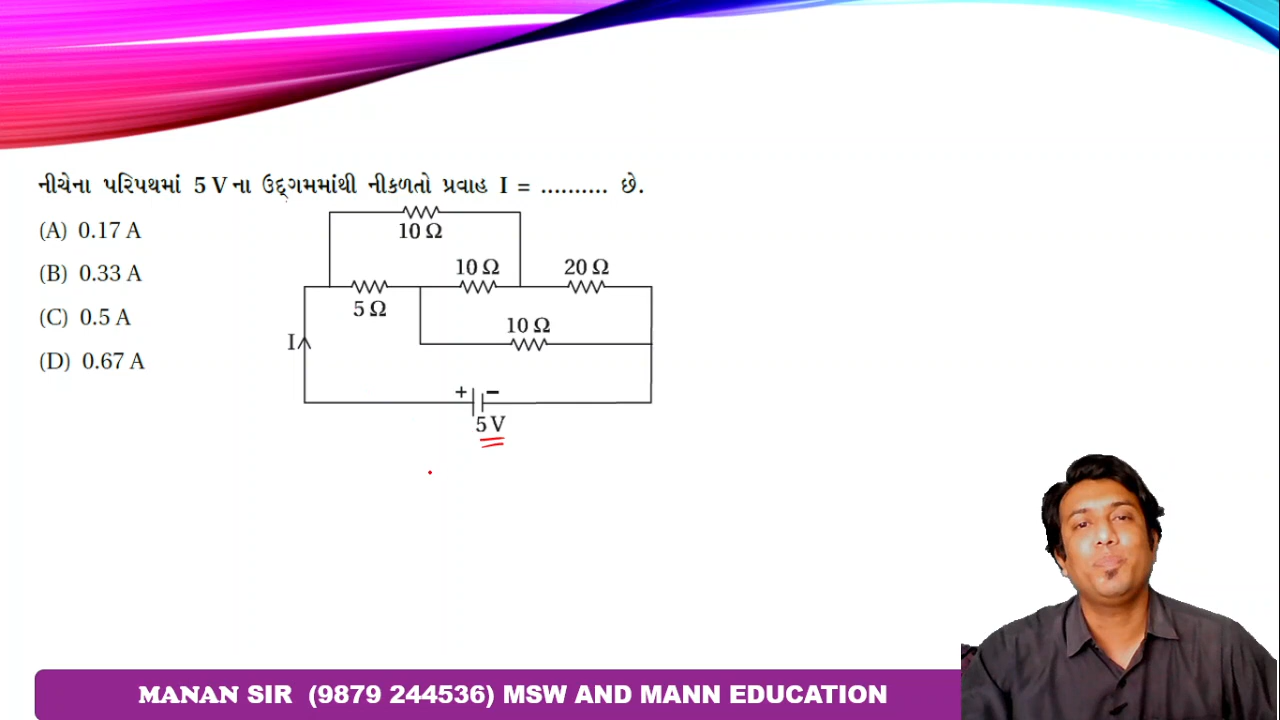 નીચેના પરિપથમાં 5 V ના ઉદ્ગમમાંથી નીકળતો પ્રવાહ I = .......... છે.
(A) 0.17 A
(B) 0.33 A
(C) 0.5 A
(D) 0.67 A
10 Ω
10 Ω
20 Ω
5 Ω
10 Ω
I
+ −
5 V
MANAN SIR (9879 244536) MSW AND MANN EDUCATION